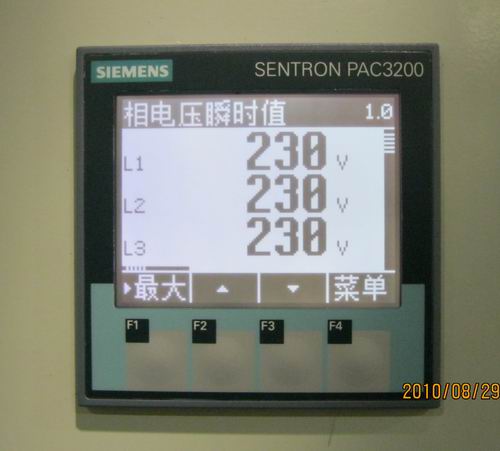 SIEMENS SENTRON PAC3200
相电压瞬时值 1.0
L1 230 V
L2 230 V
L3 230 V
最大 ▲ ▼ 菜单
F1 F2 F3 F4
2010/08/29